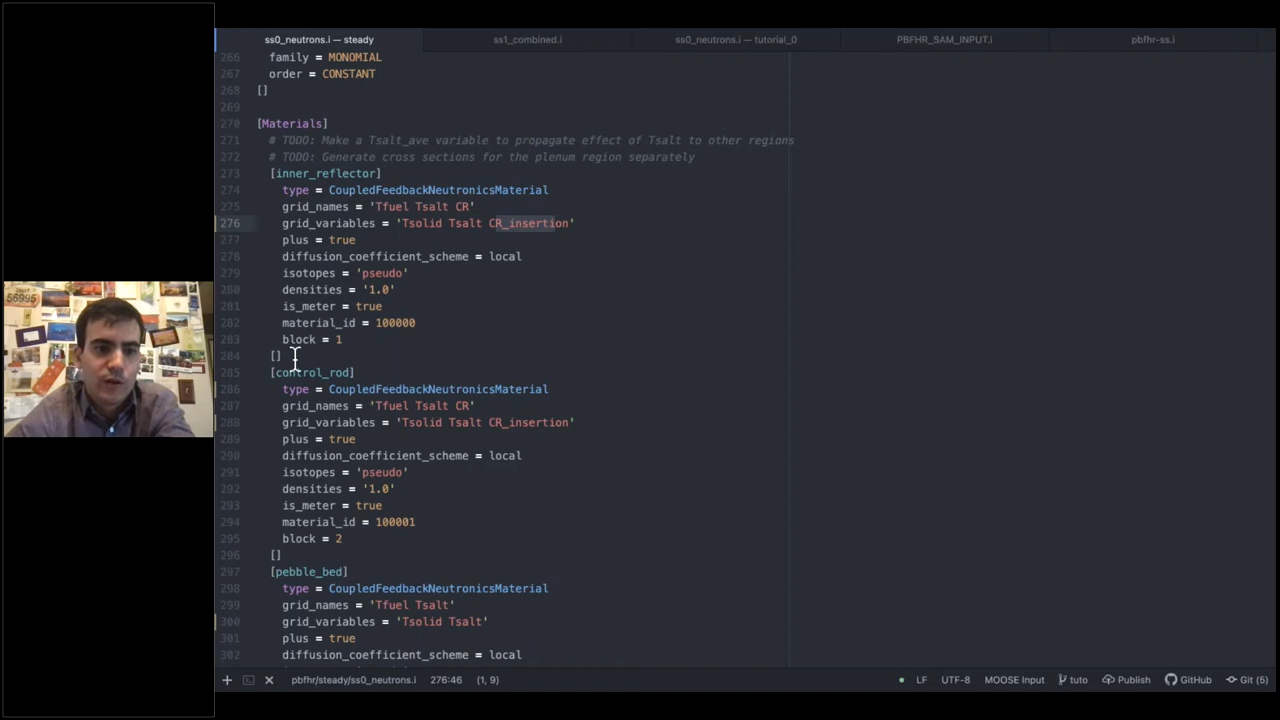 ss0_neutrons.i — steady
ss1_combined.i
ss0_neutrons.i — tutorial_0
PBFHR_SAM_INPUT.i
pbfhr-ss.i
266 family = MONOMIAL
267 order = CONSTANT
268 []
269
270 [Materials]
271 # TODO: Make a Tsalt_ave variable to propagate effect of Tsalt to other regions
272 # TODO: Generate cross sections for the plenum region separately
273 [inner_reflector]
274 type = CoupledFeedbackNeutronicsMaterial
275 grid_names = 'Tfuel Tsalt CR'
276 grid_variables = 'Tsolid Tsalt CR_insertion'
277 plus = true
278 diffusion_coefficient_scheme = local
279 isotopes = 'pseudo'
280 densities = '1.0'
281 is_meter = true
282 material_id = 100000
283 block = 1
284 []
285 [control_rod]
286 type = CoupledFeedbackNeutronicsMaterial
287 grid_names = 'Tfuel Tsalt CR'
288 grid_variables = 'Tsolid Tsalt CR_insertion'
289 plus = true
290 diffusion_coefficient_scheme = local
291 isotopes = 'pseudo'
292 densities = '1.0'
293 is_meter = true
294 material_id = 100001
295 block = 2
296 []
297 [pebble_bed]
298 type = CoupledFeedbackNeutronicsMaterial
299 grid_names = 'Tfuel Tsalt'
300 grid_variables = 'Tsolid Tsalt'
301 plus = true
302 diffusion_coefficient_scheme = local
pbfhr/steady/ss0_neutrons.i 276:46 (1, 9) LF UTF-8 MOOSE Input tuto Publish GitHub Git (5)
56995